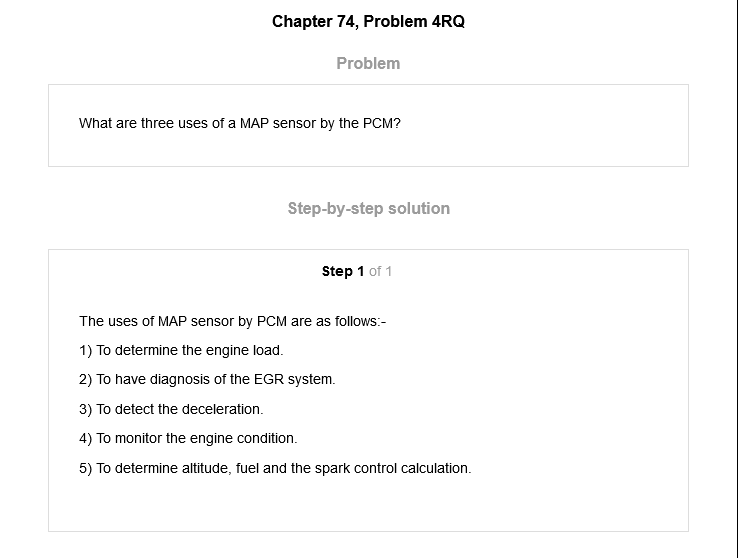 Chapter 74, Problem 4RQ
Problem
What are three uses of a MAP sensor by the PCM?
Step-by-step solution
Step 1 of 1
The uses of MAP sensor by PCM are as follows:-
1) To determine the engine load.
2) To have diagnosis of the EGR system.
3) To detect the deceleration.
4) To monitor the engine condition.
5) To determine altitude, fuel and the spark control calculation.